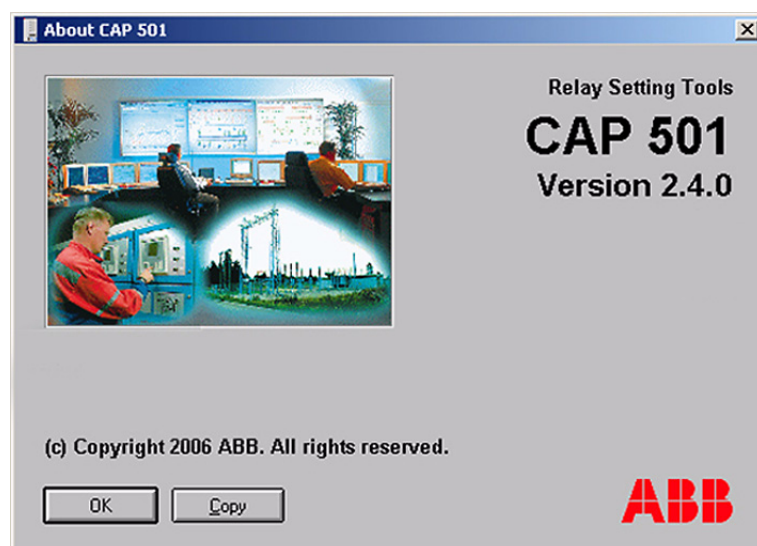 About CAP 501
Relay Setting Tools
CAP 501
Version 2.4.0
(c) Copyright 2006 ABB. All rights reserved.
OK
Copy
ABB